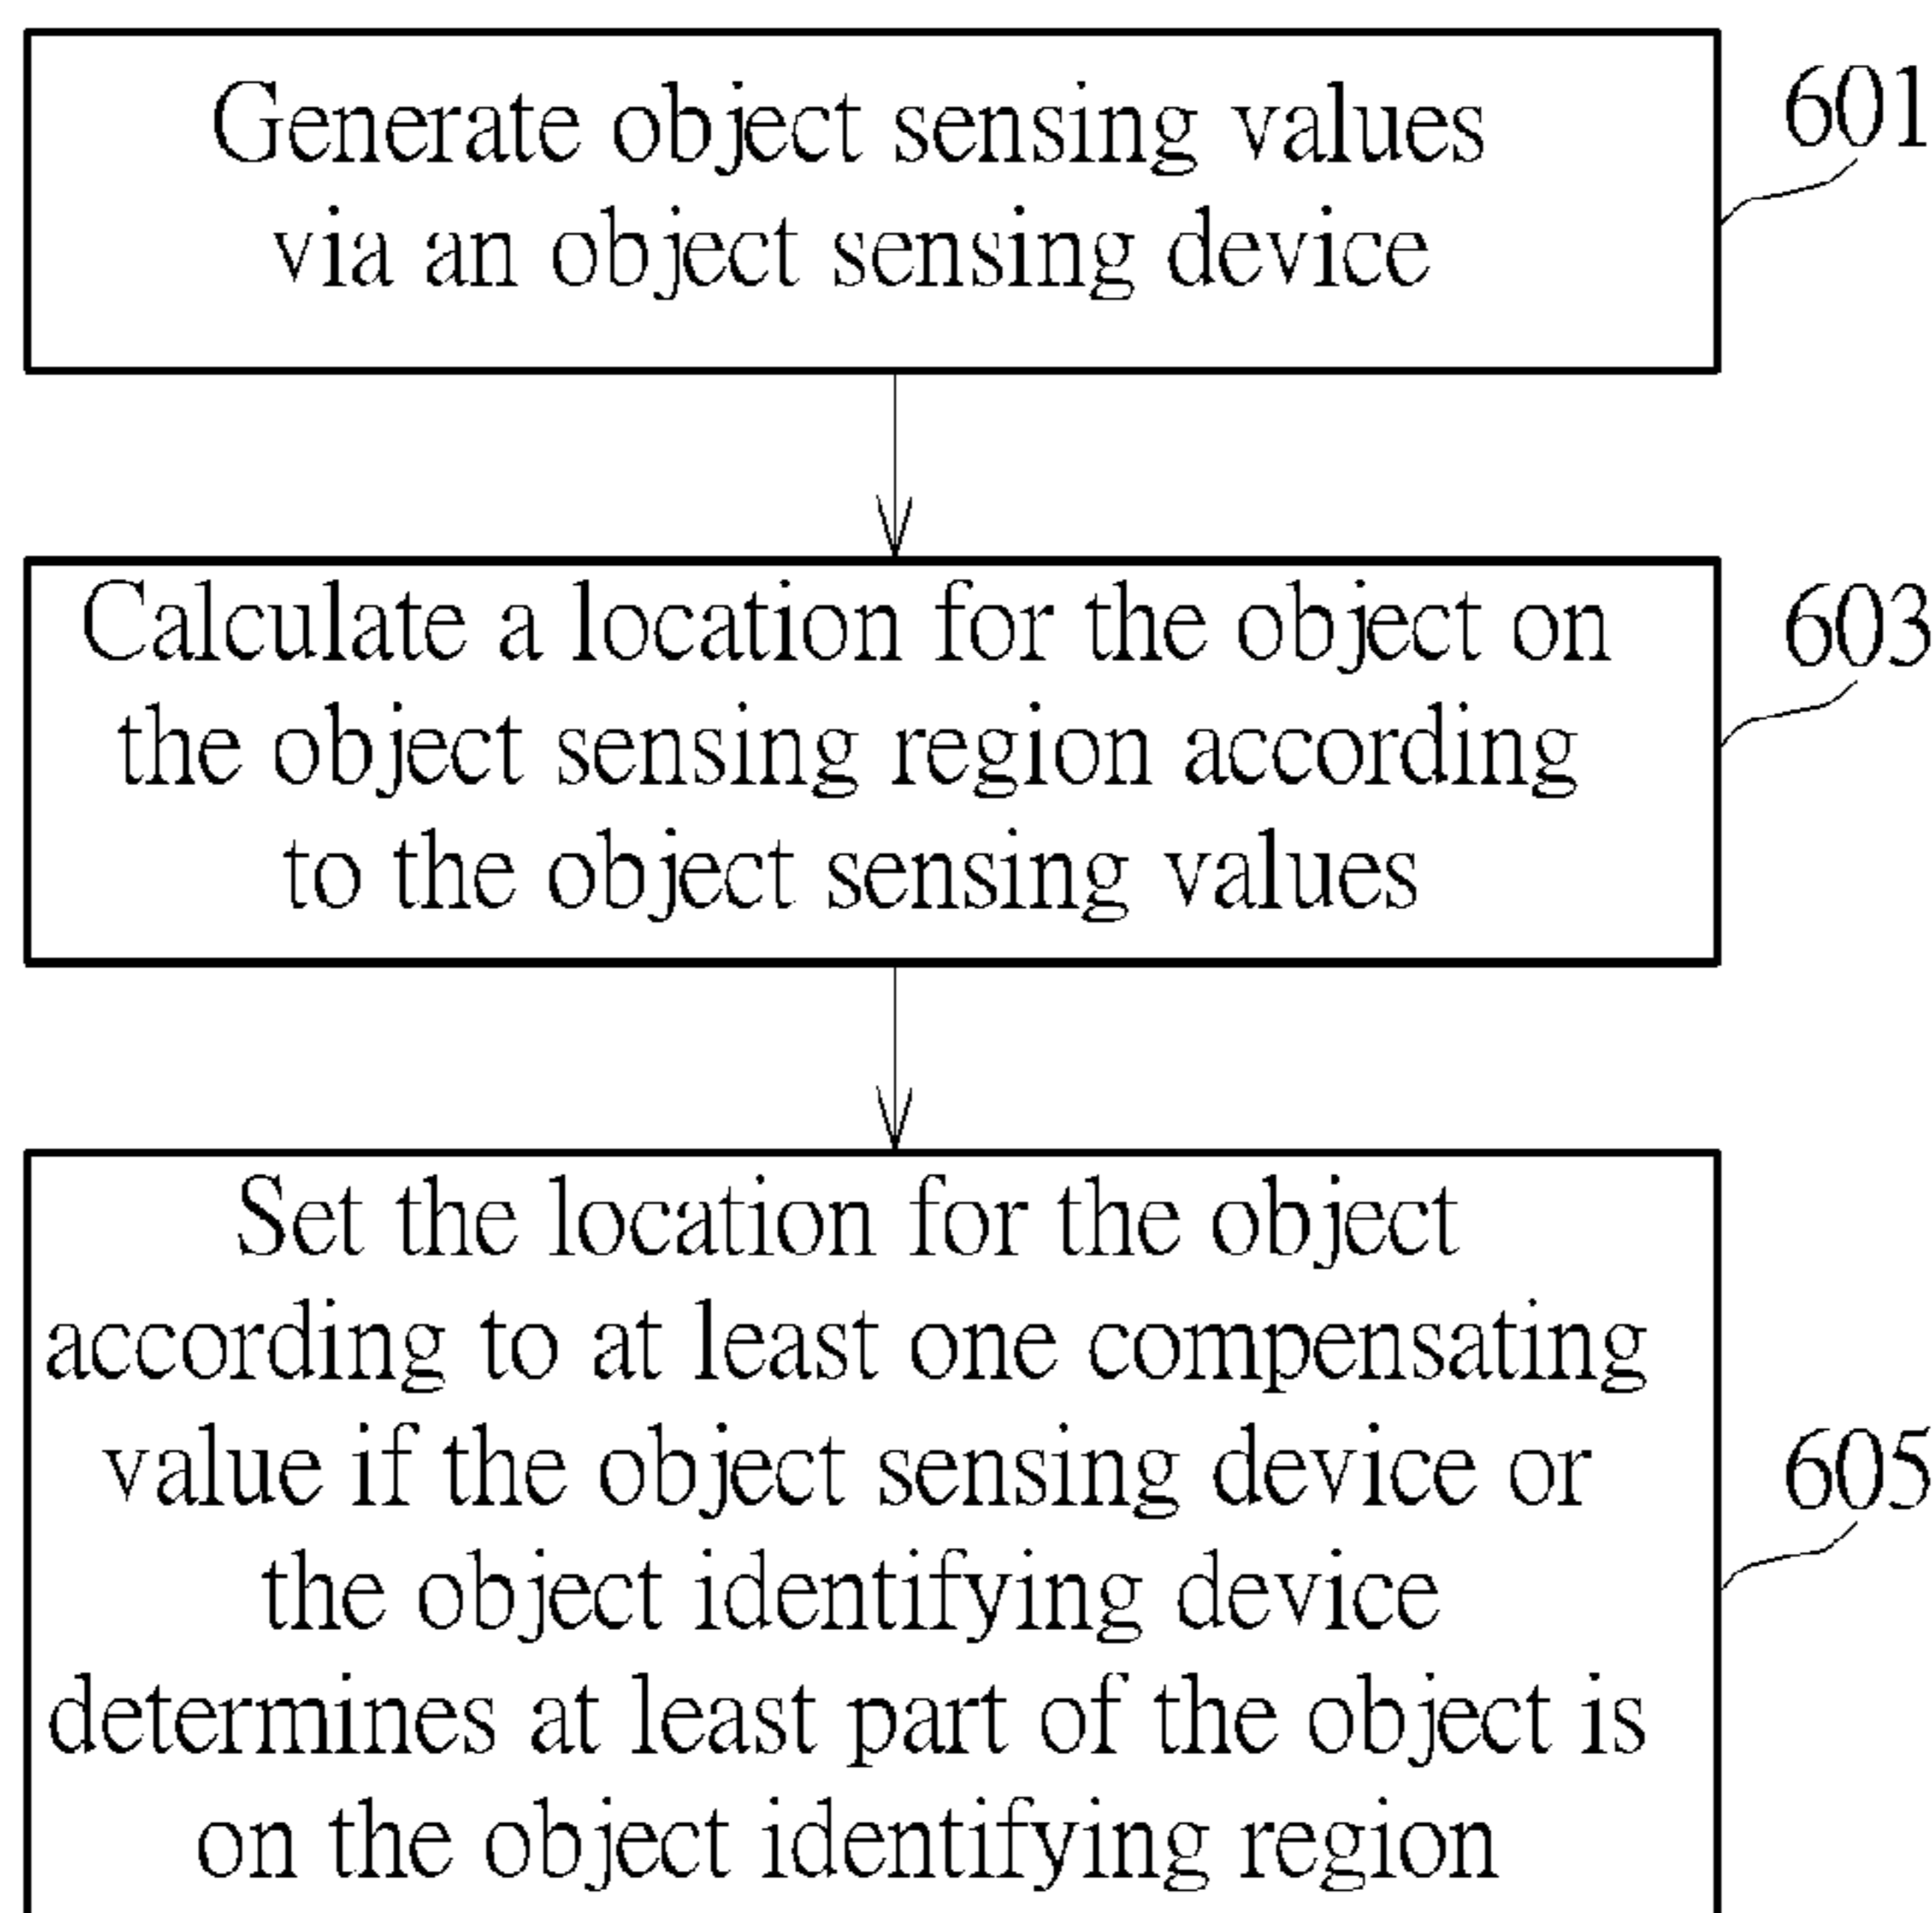 Generate object sensing values
via an object sensing device
601
Calculate a location for the object on
the object sensing region according
to the object sensing values
603
Set the location for the object
according to at least one compensating
value if the object sensing device or
the object identifying device
determines at least part of the object is
on the object identifying region
605